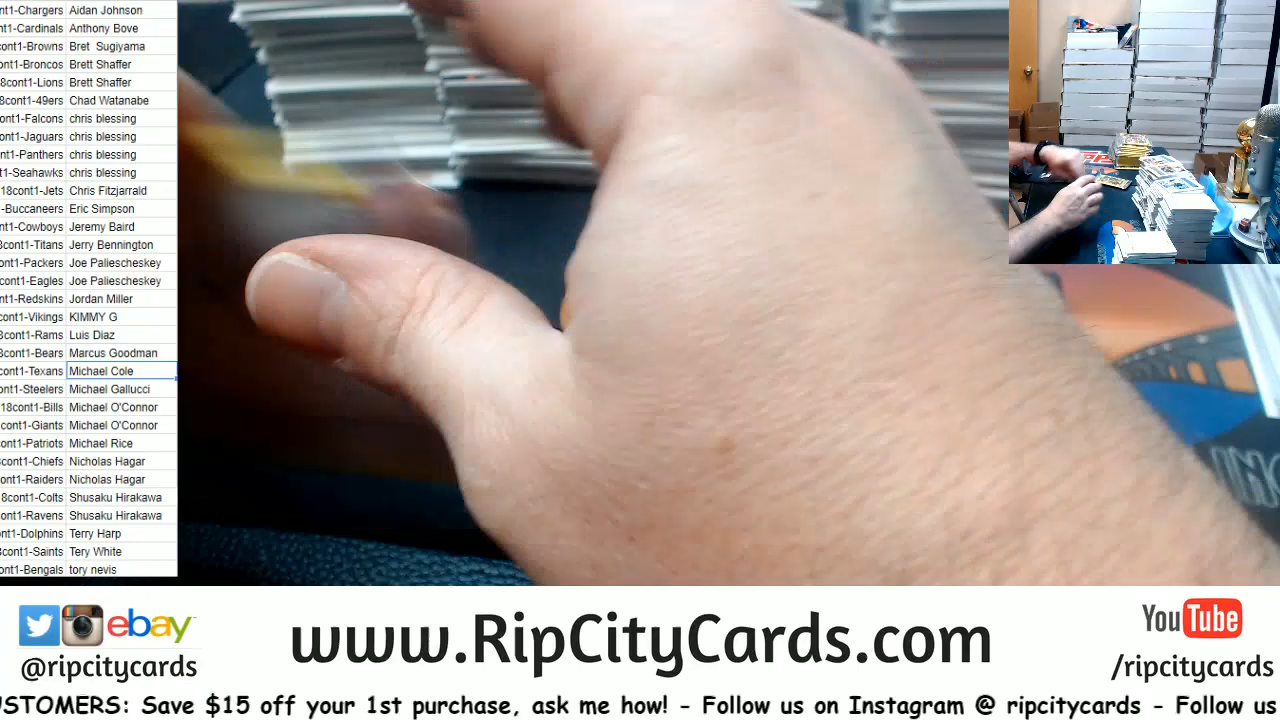 nt1-Chargers Aidan Johnson
ont1-Cardinals Anthony Bove
cont1-Browns Bret Sugiyama
cont1-Broncos Brett Shaffer
8cont1-Lions Brett Shaffer
8cont1-49ers Chad Watanabe
ont1-Falcons chris blessing
ont1-Jaguars chris blessing
nt1-Panthers chris blessing
nt1-Seahawks chris blessing
18cont1-Jets Chris Fitzjarrald
-Buccaneers Eric Simpson
nt1-Cowboys Jeremy Baird
8cont1-Titans Jerry Bennington
ont1-Packers Joe Paliescheskey
cont1-Eagles Joe Paliescheskey
nt1-Redskins Jordan Miller
cont1-Vikings KIMMY G
8cont1-Rams Luis Diaz
8cont1-Bears Marcus Goodman
cont1-Texans Michael Cole
ont1-Steelers Michael Gallucci
18cont1-Bills Michael O'Connor
cont1-Giants Michael O'Connor
ont1-Patriots Michael Rice
8cont1-Chiefs Nicholas Hagar
ont1-Raiders Nicholas Hagar
8cont1-Colts Shusaku Hirakawa
ont1-Ravens Shusaku Hirakawa
nt1-Dolphins Terry Harp
8cont1-Saints Tery White
ont1-Bengals tory nevis
ebay
@ripcitycards
www.RipCityCards.com
YouTube
/ripcitycards
USTOMERS: Save $15 off your 1st purchase, ask me how! - Follow us on Instagram @ ripcitycards - Follow us